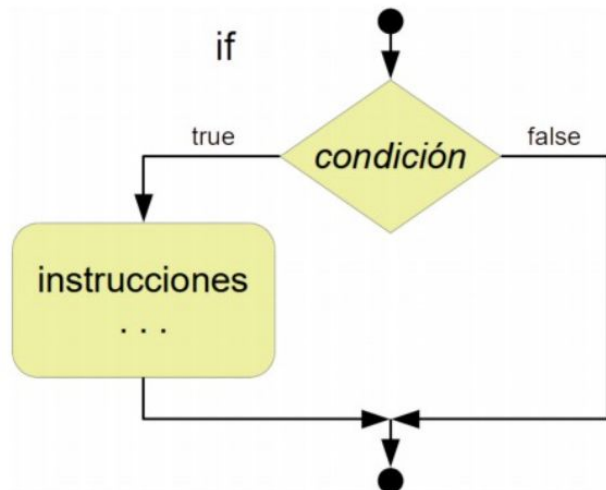 if
true
false
condición
instrucciones
. . .